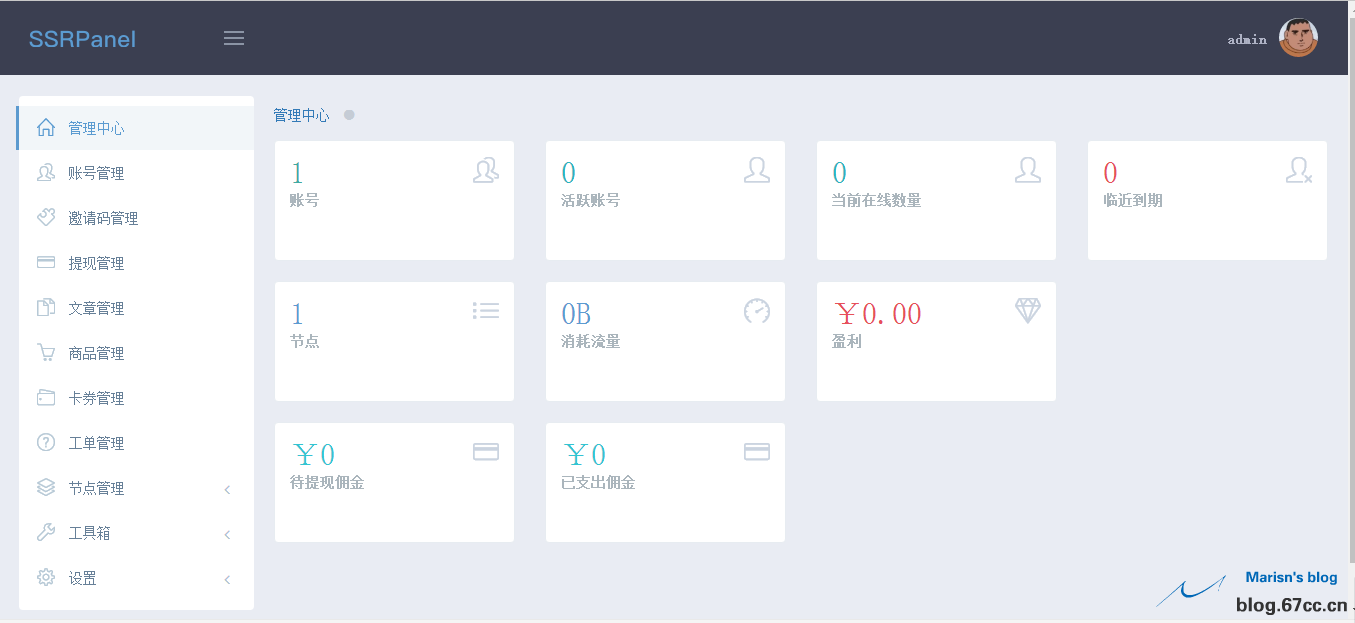 SSRPanel
admin
管理中心
账号管理
邀请码管理
提现管理
文章管理
商品管理
卡券管理
工单管理
节点管理
工具箱
设置
管理中心
1
账号
0
活跃账号
0
当前在线数量
0
临近到期
1
节点
0B
消耗流量
￥0.00
盈利
￥0
待提现佣金
￥0
已支出佣金
Marisn's blog
blog.67cc.cn